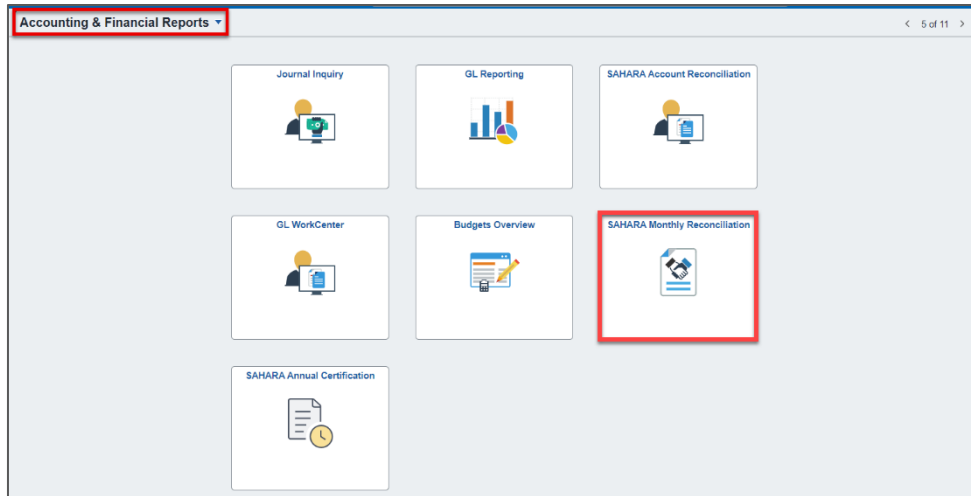 Accounting & Financial Reports
5 of 11
Journal Inquiry
GL Reporting
SAHARA Account Reconciliation
GL WorkCenter
Budgets Overview
SAHARA Monthly Reconciliation
SAHARA Annual Certification